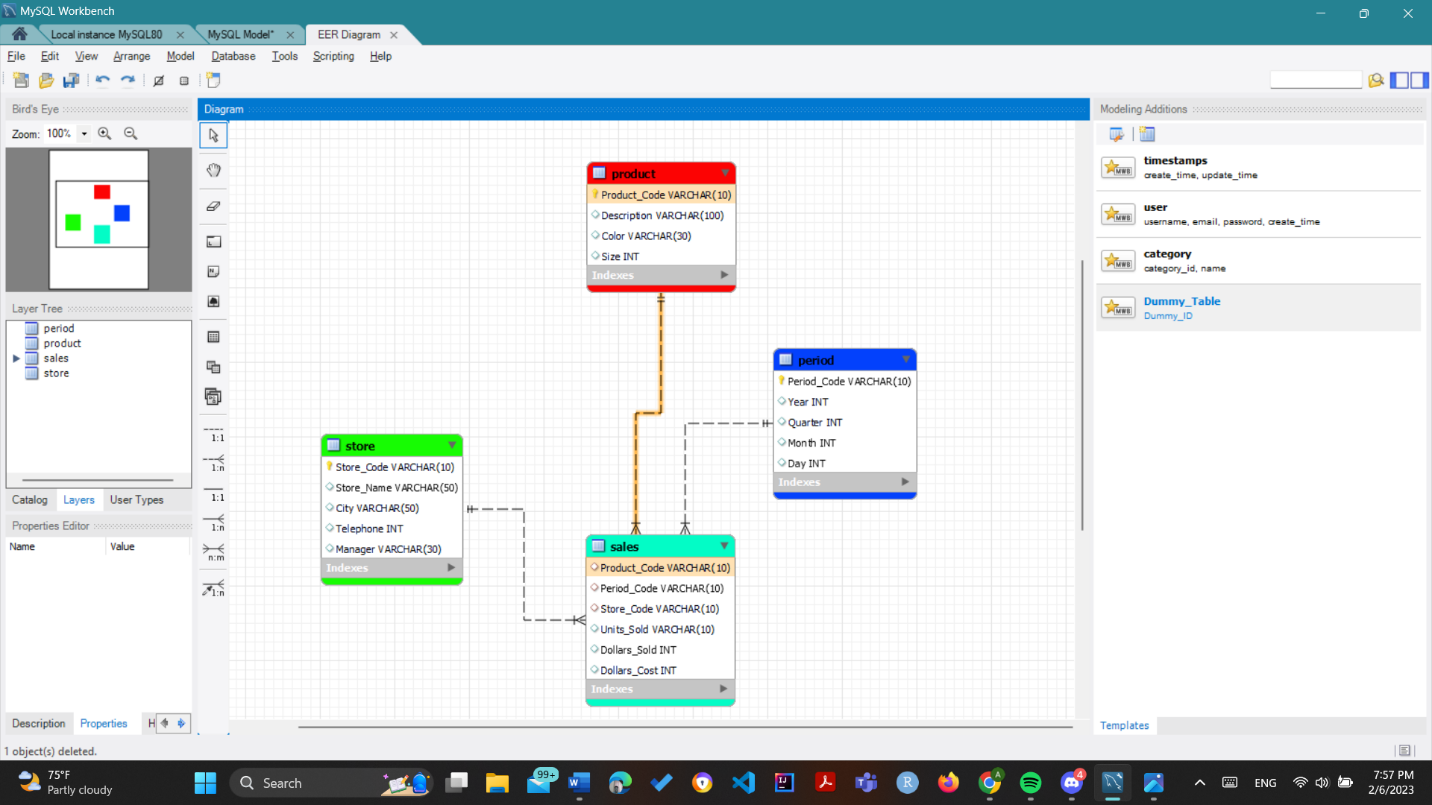 MySQL Workbench
Local instance MySQL80
MySQL Model*
EER Diagram
File Edit View Arrange Model Database Tools Scripting Help
Bird's Eye
Zoom: 100%
Layer Tree
period
product
sales
store
Catalog Layers User Types
Properties Editor
Name Value
Description Properties H
1 object(s) deleted.
1:1
1:n
1:1
1:n
n:m
1:n
Diagram
product
Product_Code VARCHAR(10)
Description VARCHAR(100)
Color VARCHAR(30)
Size INT
Indexes
period
Period_Code VARCHAR(10)
Year INT
Quarter INT
Month INT
Day INT
Indexes
store
Store_Code VARCHAR(10)
Store_Name VARCHAR(50)
City VARCHAR(50)
Telephone INT
Manager VARCHAR(30)
Indexes
sales
Product_Code VARCHAR(10)
Period_Code VARCHAR(10)
Store_Code VARCHAR(10)
Units_Sold VARCHAR(10)
Dollars_Sold INT
Dollars_Cost INT
Indexes
Modeling Additions
MWB
timestamps
create_time, update_time
MWB
user
username, email, password, create_time
MWB
category
category_id, name
MWB
Dummy_Table
Dummy_ID
Templates
75°F
Partly cloudy
Search
99+
4
ENG
7:57 PM
2/6/2023